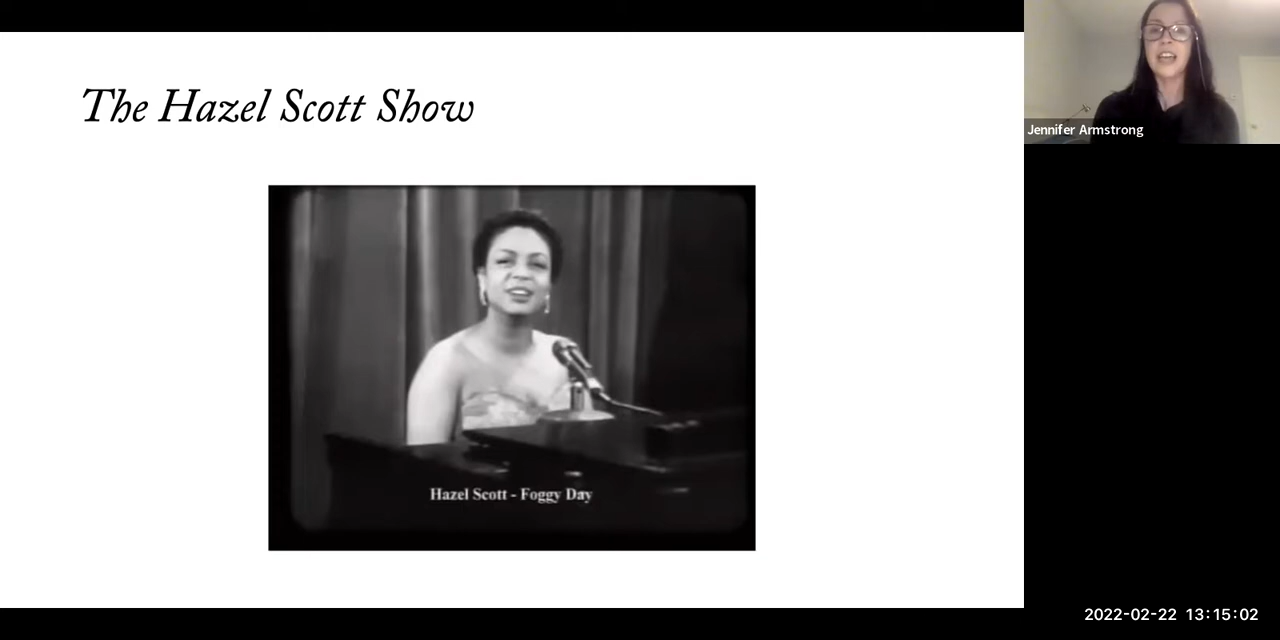 The Hazel Scott Show
Jennifer Armstrong
Hazel Scott - Foggy Day
2022-02-22 13:15:02